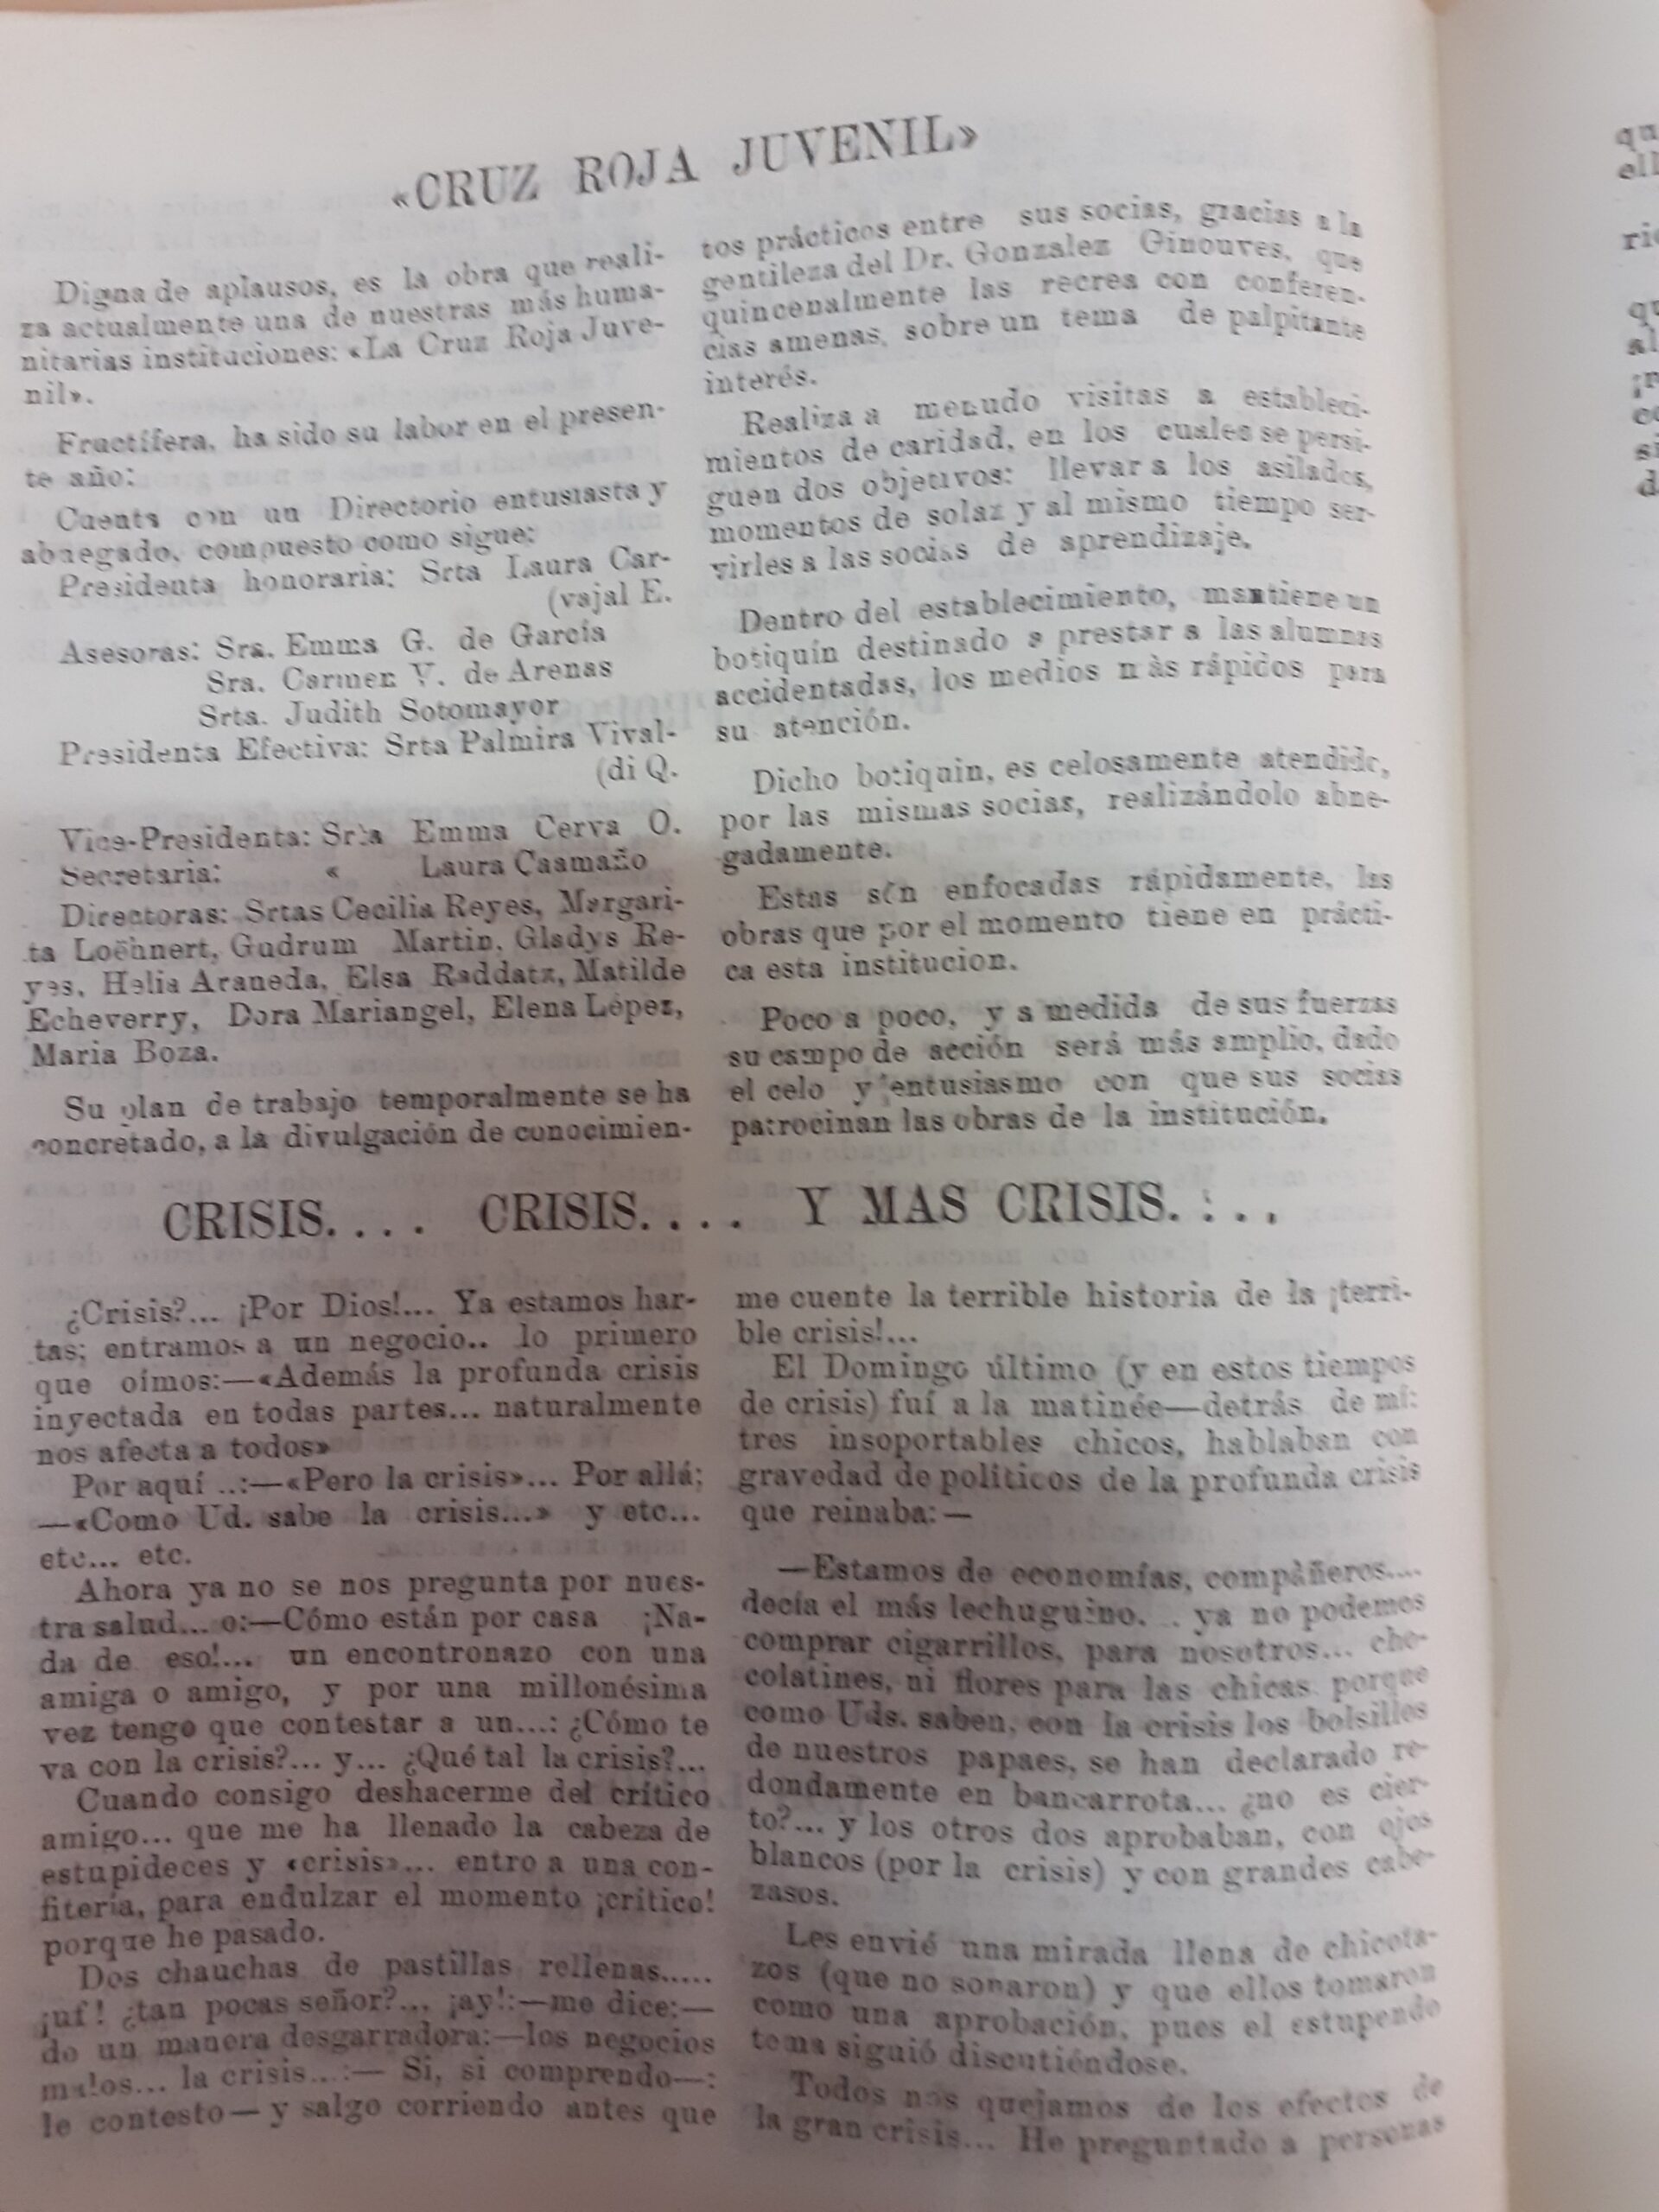 «CRUZ ROJA JUVENIL»
Digna de aplausos, es la obra que reali-
za actualmente una de nuestras más huma-
nitarias instituciones: «La Cruz Roja Juve-
nil».
Fructífera, ha sido su labor en el presen-
te año:
Cuenta con un Directorio entusiasta y
abnegado, compuesto como sigue:
Presidenta honoraria: Srta Laura Car-
(vajal E.
Asesoras: Sra. Emma G. de García
Sra. Carmen V. de Arenas
Srta. Judith Sotomayor
Presidenta Efectiva: Srta Palmira Vival-
(di Q.
Vice-Presidenta: Srta Emma Cerva O.
Secretaria: « Laura Caamaño
Directoras: Srtas Cecilia Reyes, Margari-
ta Loëhnert, Gudrum Martin, Gladys Re-
yes, Helia Araneda, Elsa Raddatz, Matilde
Echeverry, Dora Mariangel, Elena López,
Maria Boza.
Su plan de trabajo temporalmente se ha
concretado, a la divulgación de conocimien-
tos prácticos entre sus socias, gracias a la
gentileza del Dr. Gonzalez Ginouves, que
quincenalmente las recrea con conferen-
cias amenas, sobre un tema de palpitante
interés.
Realiza a menudo visitas a estableci-
mientos de caridad, en los cuales se persi-
guen dos objetivos: llevar a los asilados,
momentos de solaz y al mismo tiempo ser-
virles a las socias de aprendizaje.
Dentro del establecimiento, mantiene un
botiquín destinado a prestar a las alumnas
accidentadas, los medios màs rápidos para
su atención.
Dicho botiquin, es celosamente atendido,
por las mismas socias, realizándolo abne-
gadamente.
Estas són enfocadas rápidamente, las
obras que por el momento tiene en prácti-
ca esta institucion.
Poco a poco, y a medida de sus fuerzas
su campo de acción será más amplio, dado
el celo y entusiasmo con que sus socias
patrocinan las obras de la institución.
CRISIS.... CRISIS.... Y MAS CRISIS....
¿Crisis?... ¡Por Dios!... Ya estamos har-
tas; entramos a un negocio.. lo primero
que oímos:—«Además la profunda crisis
inyectada en todas partes... naturalmente
nos afecta a todos»
Por aquí ..:—«Pero la crisis»... Por allá;
—«Como Ud. sabe la crisis...» y etc...
etc... etc.
Ahora ya no se nos pregunta por nues-
tra salud... o:—Cómo están por casa ¡Na-
da de eso!... un encontronazo con una
amiga o amigo, y por una millonésima
vez tengo que contestar a un...: ¿Cómo te
va con la crisis?... y... ¿Qué tal la crisis?...
Cuando consigo deshacerme del crítico
amigo... que me ha llenado la cabeza de
estupideces y «crisis»... entro a una con-
fitería, para endulzar el momento ¡crítico!
porque he pasado.
Dos chauchas de pastillas rellenas.....
¡uf! ¿tan pocas señor?... ¡ay!:—me dice:—
do un manera desgarradora:—los negocios
malos... la crisis...:— Si, si comprendo—:
le contesto—y salgo corriendo antes que
me cuente la terrible historia de la ¡terri-
ble crisis!...
El Domingo último (y en estos tiempos
de crisis) fuí a la matinée—detrás de mí:
tres insoportables chicos, hablaban con
gravedad de políticos de la profunda crisis
que reinaba:—
—Estamos de economías, compáñeros....
decía el más lechuguino... ya no podemos
comprar cigarrillos, para nosotros... cho-
colatines, ni flores para las chicas porque
como Uds. saben, con la crisis los bolsillos
de nuestros papaes, se han declarado re-
dondamente en bancarrota... ¿no es cier-
to?... y los otros dos aprobaban, con ojos
blancos (por la crisis) y con grandes cabe-
zasos.
Les envié una mirada llena de chicota-
zos (que no sonaron) y que ellos tomaron
como una aprobación, pues el estupendo
tema siguió discutiéndose.
Todos nos quejamos de los efectos de
la gran crisis... He preguntado a personas